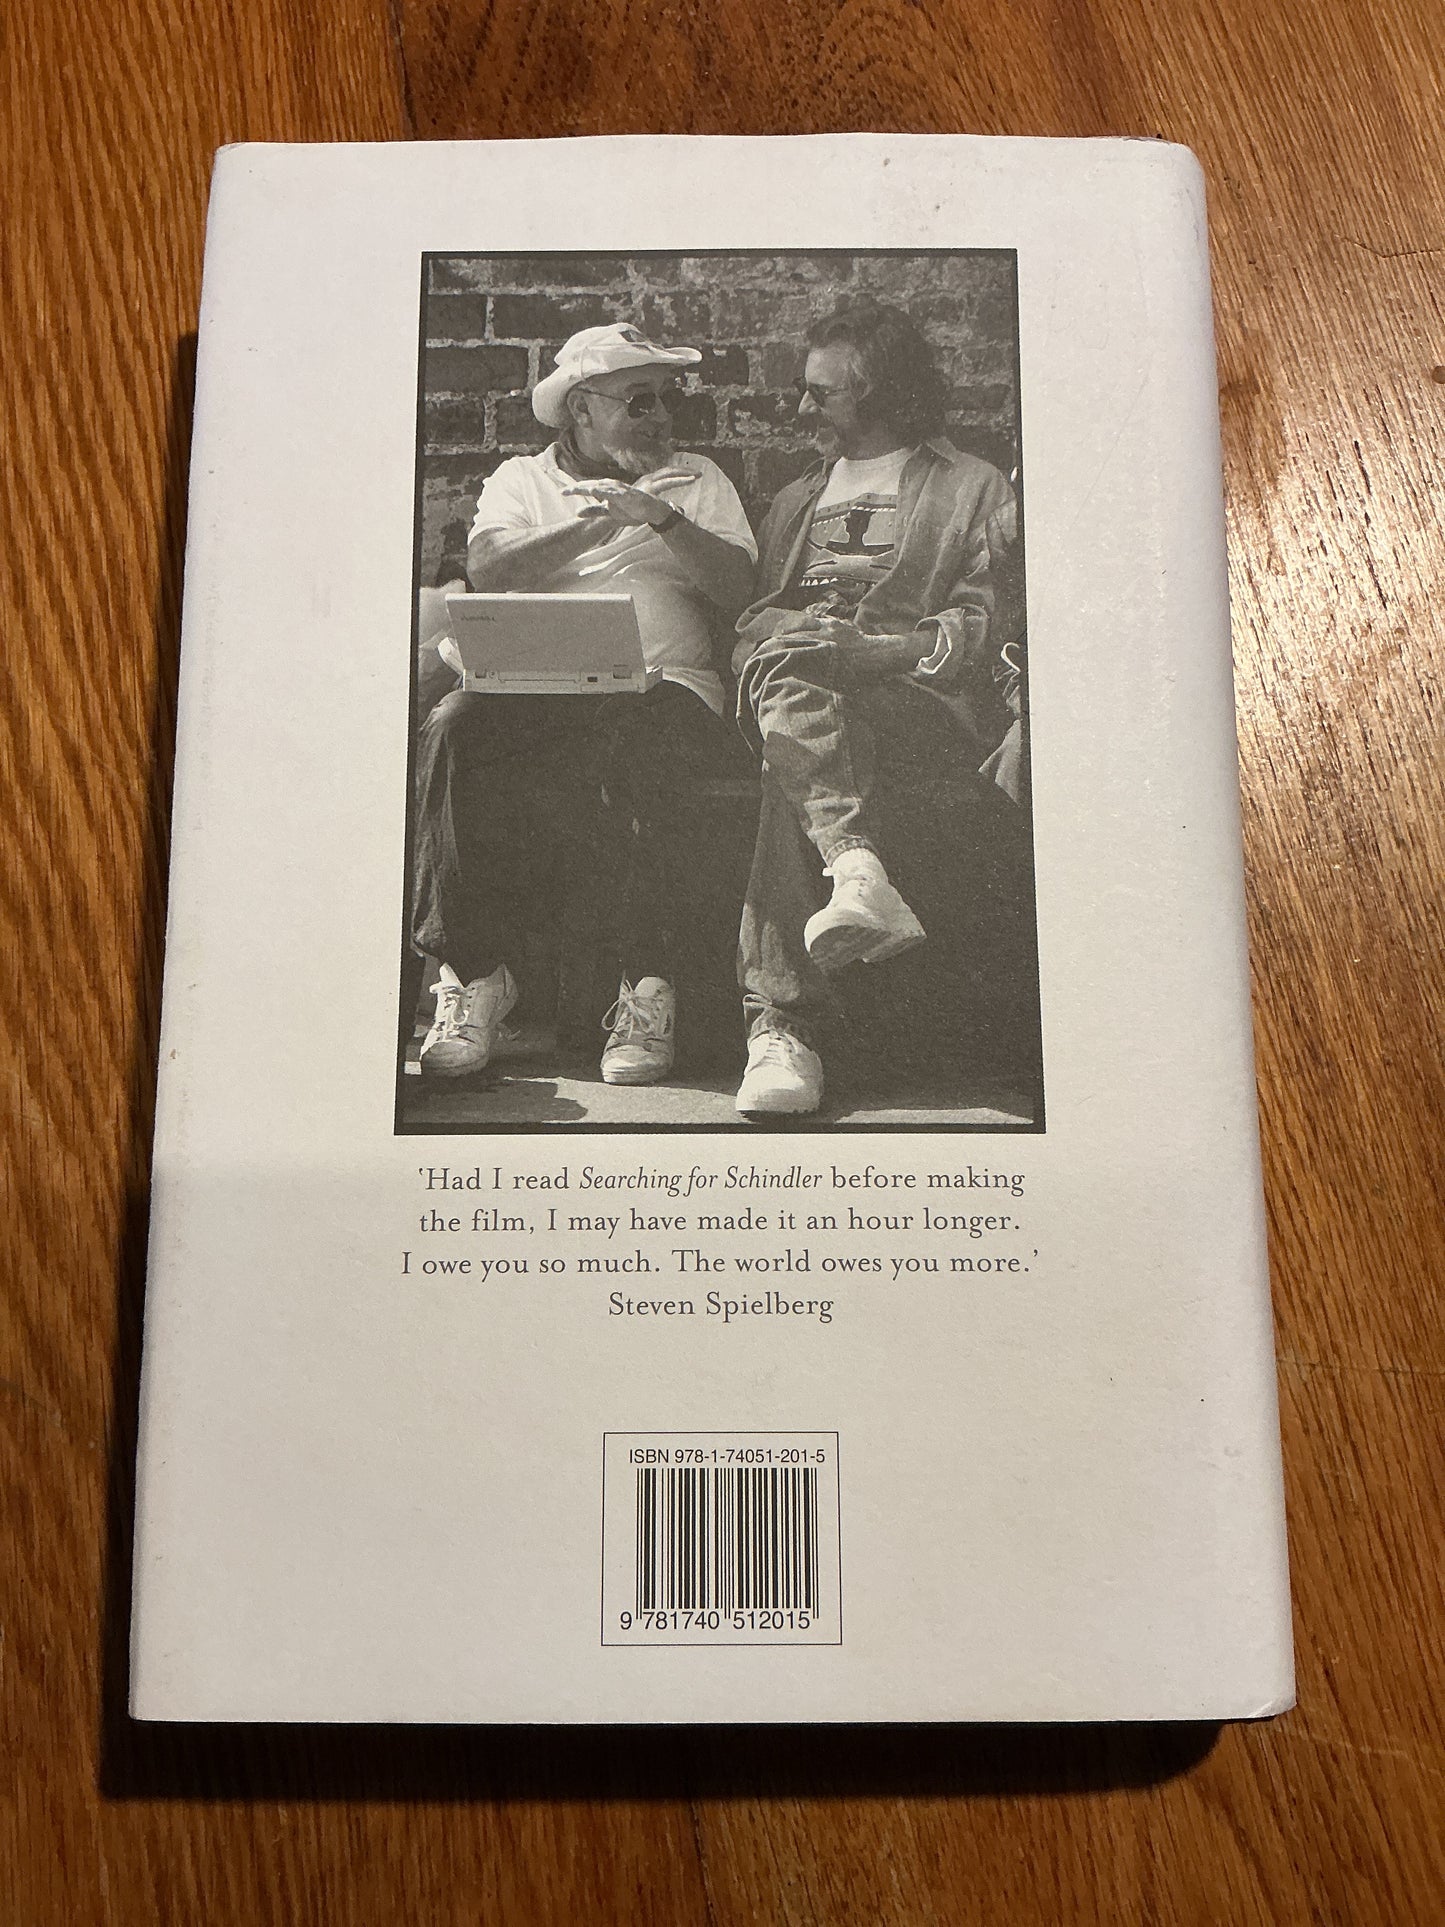 ‘Had I read Searching for Schindler before making
the film, I may have made it an hour longer.
I owe you so much. The world owes you more.’
Steven Spielberg
ISBN 978-1-74051-201-5
9 781740 512015